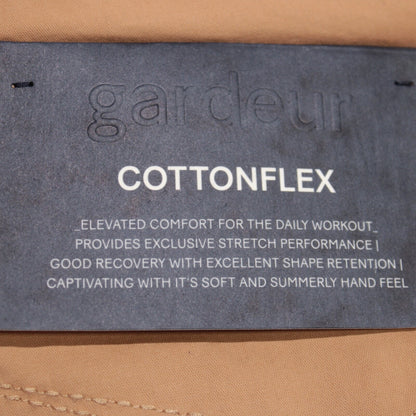 gardeur
COTTONFLEX
_ELEVATED COMFORT FOR THE DAILY WORKOUT_
PROVIDES EXCLUSIVE STRETCH PERFORMANCE |
GOOD RECOVERY WITH EXCELLENT SHAPE RETENTION |
CAPTIVATING WITH IT'S SOFT AND SUMMERLY HAND FEEL